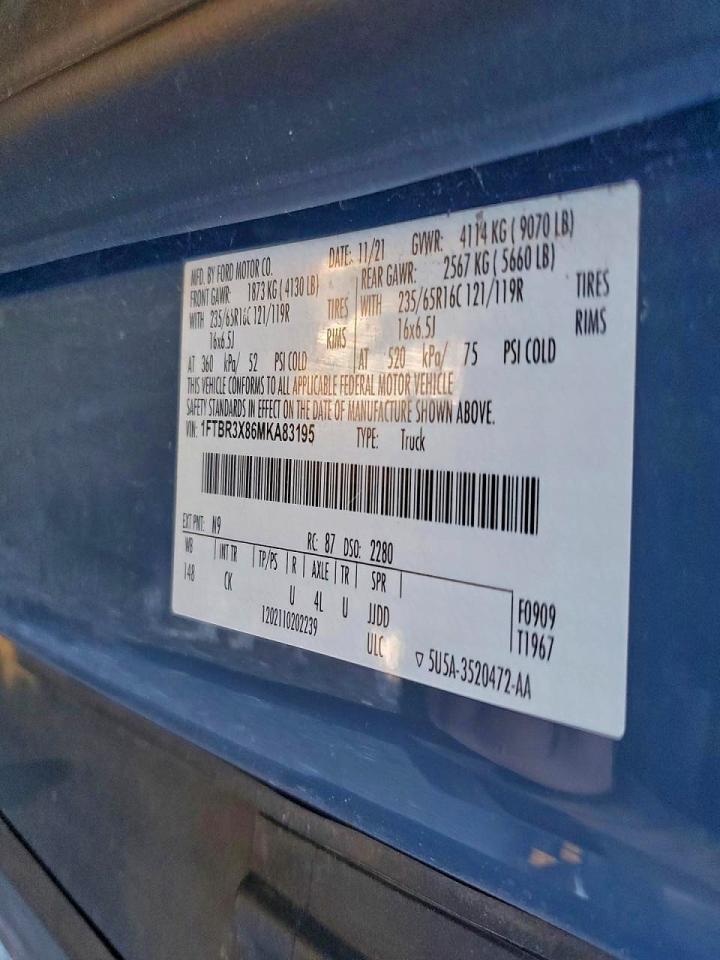 MFD. BY FORD MOTOR CO. DATE: 11/21 GVWR: 4114 KG ( 9070 LB)
FRONT GAWR: 1873 KG ( 4130 LB) REAR GAWR: 2567 KG ( 5660 LB)
WITH 235/65R16C 121/119R TIRES WITH 235/65R16C 121/119R TIRES
16x6.5J RIMS 16x6.5J RIMS
AT 360 kPa/ 52 PSI COLD AT 520 kPa/ 75 PSI COLD
THIS VEHICLE CONFORMS TO ALL APPLICABLE FEDERAL MOTOR VEHICLE
SAFETY STANDARDS IN EFFECT ON THE DATE OF MANUFACTURE SHOWN ABOVE.
VIN: 1FTBR3X86MKA83195 TYPE: Truck
EXT PNT: N9 RC: 87 DSO: 2280
WB INT TR TP/PS R AXLE TR SPR
148 CK U 4L U JJDD F0909
1202110202239 ULC T1967
5U5A-3520472-AA